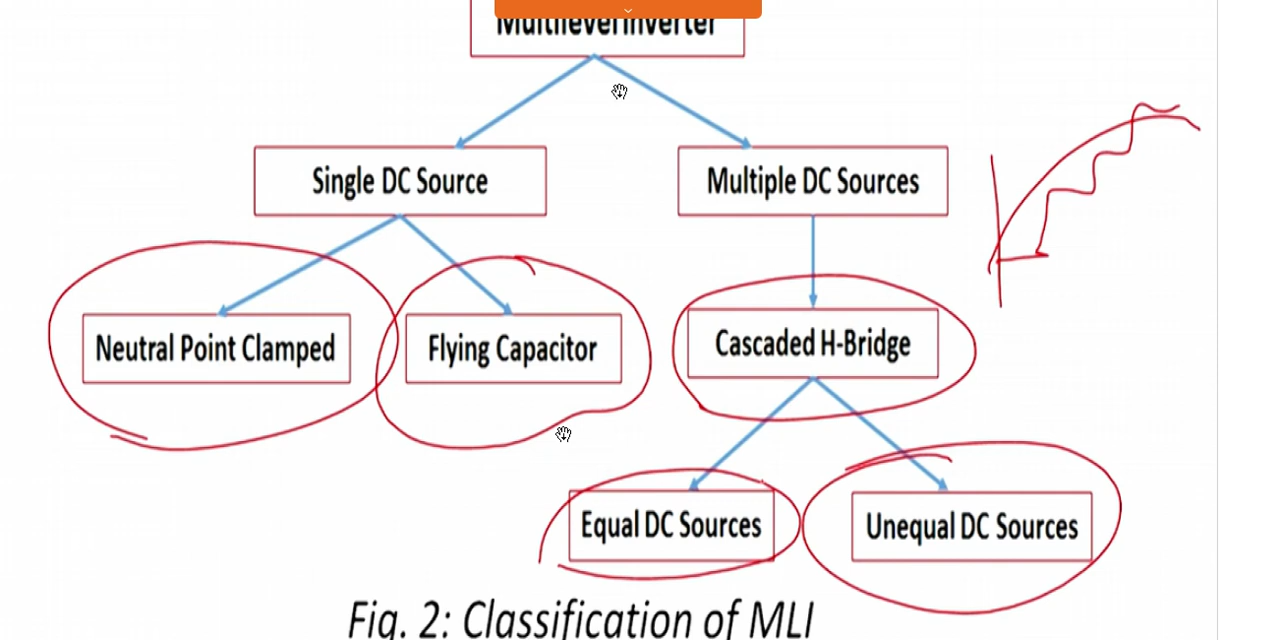 Multilevel Inverter
Single DC Source
Multiple DC Sources
Neutral Point Clamped
Flying Capacitor
Cascaded H-Bridge
Equal DC Sources
Unequal DC Sources
Fig. 2: Classification of MLI